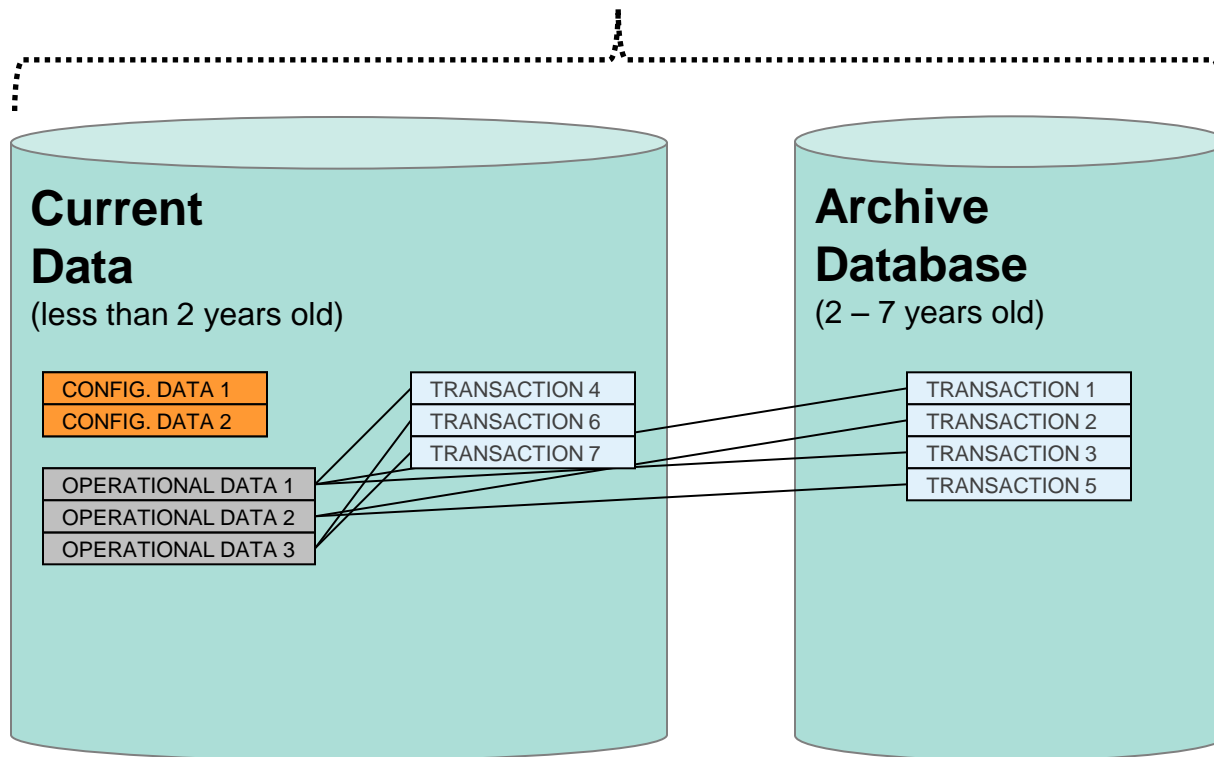 Current
Data
(less than 2 years old)
CONFIG. DATA 1
CONFIG. DATA 2
OPERATIONAL DATA 1
OPERATIONAL DATA 2
OPERATIONAL DATA 3
TRANSACTION 4
TRANSACTION 6
TRANSACTION 7
Archive
Database
(2 – 7 years old)
TRANSACTION 1
TRANSACTION 2
TRANSACTION 3
TRANSACTION 5